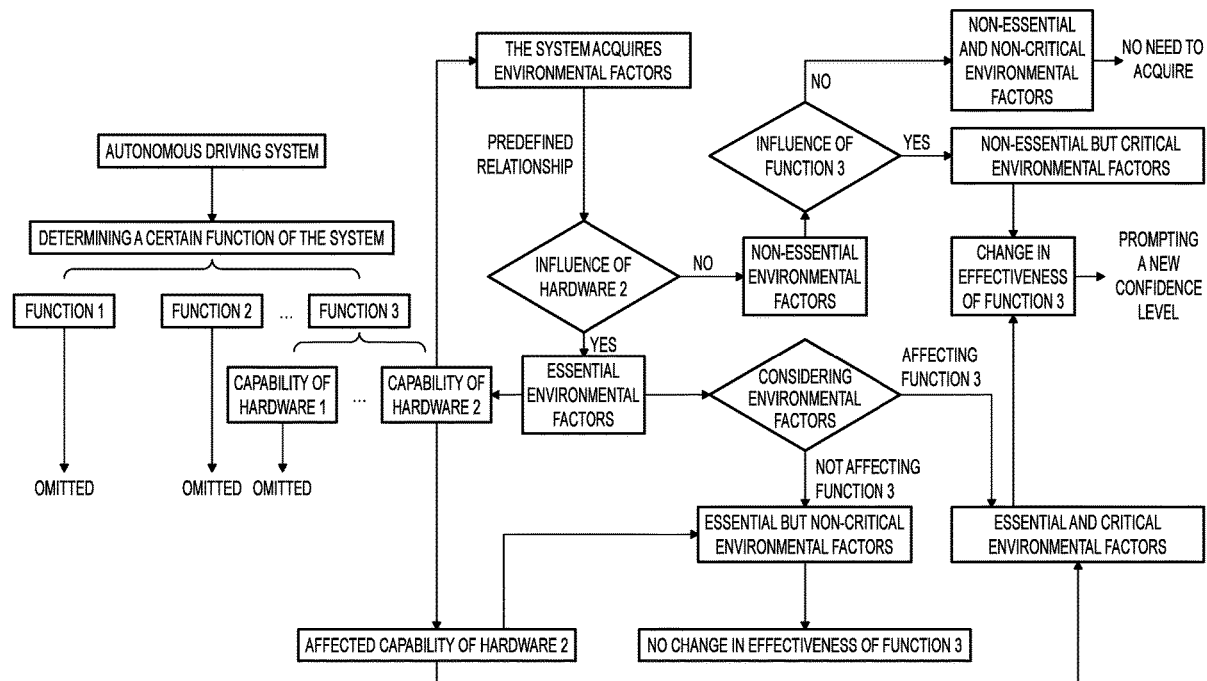 THE SYSTEM ACQUIRES
ENVIRONMENTAL FACTORS
NON-ESSENTIAL
AND NON-CRITICAL
ENVIRONMENTAL
FACTORS
NO NEED TO
ACQUIRE
NO
PREDEFINED
RELATIONSHIP
INFLUENCE OF
FUNCTION 3
YES
NON-ESSENTIAL BUT CRITICAL
ENVIRONMENTAL FACTORS
AUTONOMOUS DRIVING SYSTEM
DETERMINING A CERTAIN FUNCTION OF THE SYSTEM
INFLUENCE OF
HARDWARE 2
NO
NON-ESSENTIAL
ENVIRONMENTAL
FACTORS
CHANGE IN
EFFECTIVENESS
OF FUNCTION 3
PROMPTING
A NEW
CONFIDENCE
LEVEL
FUNCTION 1
FUNCTION 2
...
FUNCTION 3
YES
CAPABILITY OF
HARDWARE 1
...
CAPABILITY OF
HARDWARE 2
ESSENTIAL
ENVIRONMENTAL
FACTORS
CONSIDERING
ENVIRONMENTAL
FACTORS
AFFECTING
FUNCTION 3
OMITTED
OMITTED
OMITTED
NOT AFFECTING
FUNCTION 3
ESSENTIAL BUT NON-CRITICAL
ENVIRONMENTAL FACTORS
ESSENTIAL AND CRITICAL
ENVIRONMENTAL FACTORS
AFFECTED CAPABILITY OF HARDWARE 2
NO CHANGE IN EFFECTIVENESS OF FUNCTION 3